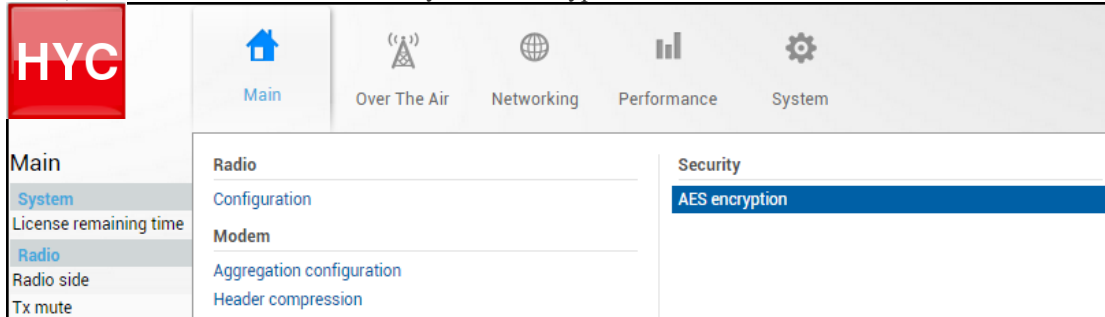 HYC
Main
Over The Air
Networking
Performance
System
Main
System
License remaining time
Radio
Radio side
Tx mute
Radio
Configuration
Modem
Aggregation configuration
Header compression
Security
AES encryption